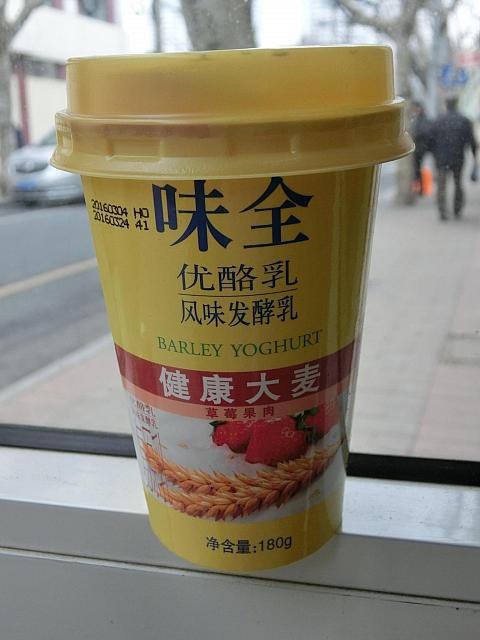 20160304 HO
20160324 41
味全
优酪乳
风味发酵乳
BARLEY YOGHURT
健康大麦
草莓果肉
净含量:180g